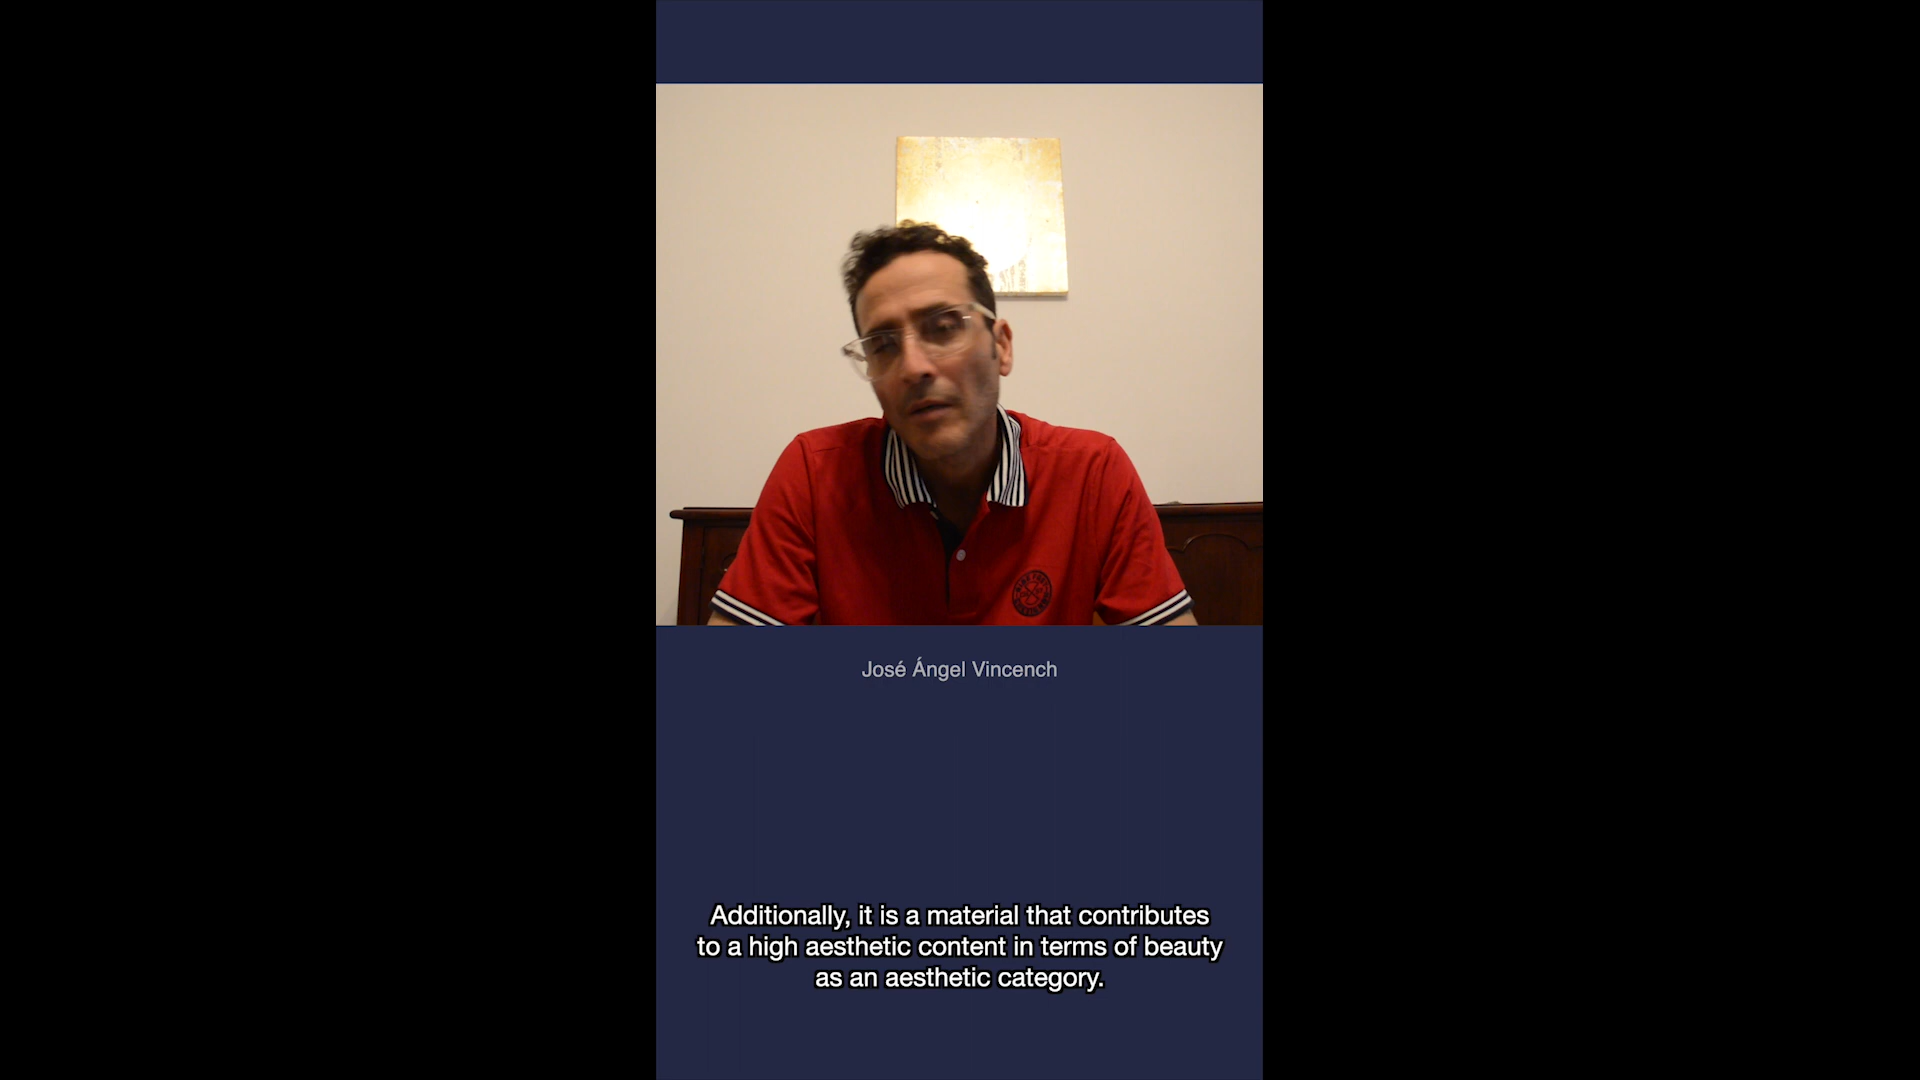 José Ángel Vincench
Additionally, it is a material that contributes
to a high aesthetic content in terms of beauty
as an aesthetic category.